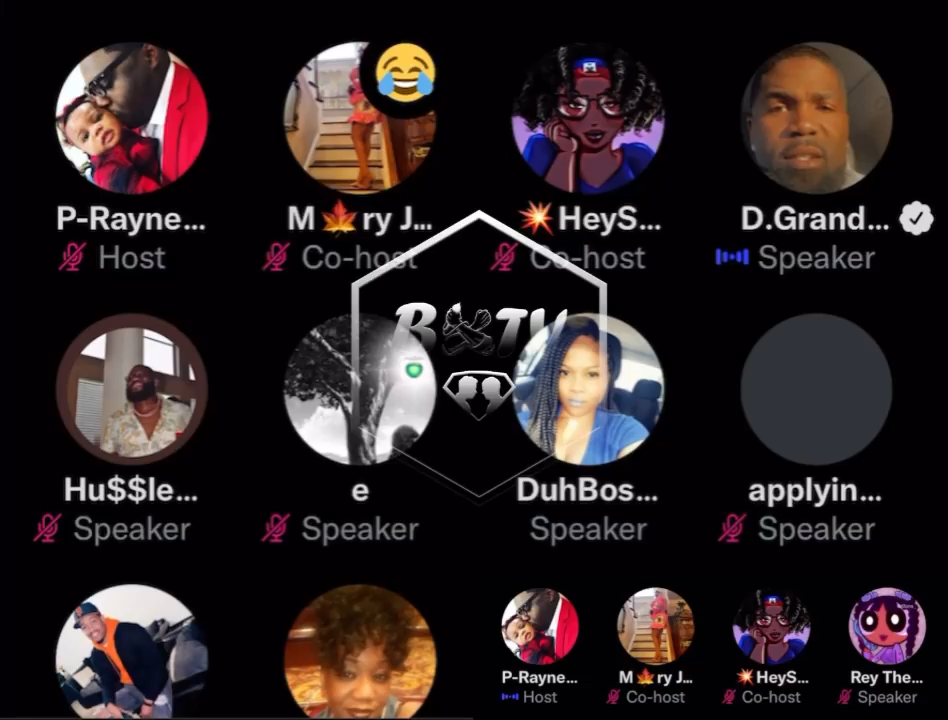 P-Rayne... M🍁ry J... 💥HeyS... D.Grand...
Host Co-host Co-host Speaker
BXTV
Hu$$le... e DuhBos... applyin...
Speaker Speaker Speaker Speaker
P-Rayne... M🍁ry J... 💥HeyS... Rey The...
Host Co-host Co-host Speaker